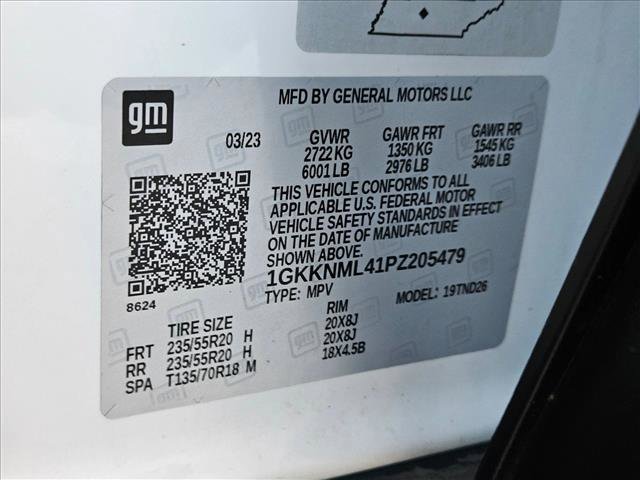 gm
MFD BY GENERAL MOTORS LLC
03/23 GVWR GAWR FRT GAWR RR
2722 KG 1350 KG 1545 KG
6001 LB 2976 LB 3406 LB
THIS VEHICLE CONFORMS TO ALL
APPLICABLE U.S. FEDERAL MOTOR
VEHICLE SAFETY STANDARDS IN EFFECT
ON THE DATE OF MANUFACTURE
SHOWN ABOVE.
1GKKNML41PZ205479
8624 TYPE: MPV MODEL: 19TND26
TIRE SIZE RIM
FRT 235/55R20 H 20X8J
RR 235/55R20 H 20X8J
SPA T135/70R18 M 18X4.5B